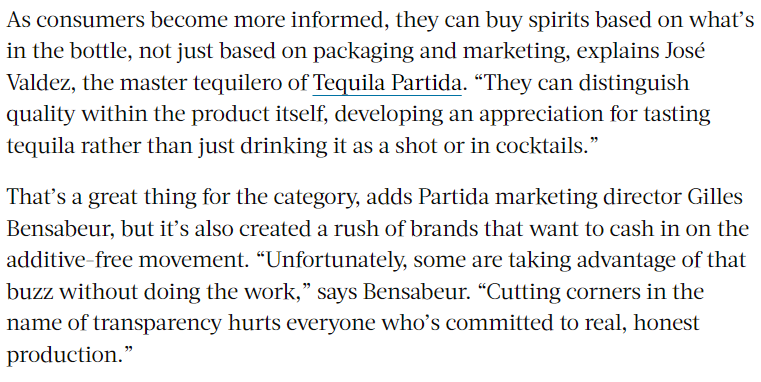 As consumers become more informed, they can buy spirits based on what’s
in the bottle, not just based on packaging and marketing, explains José
Valdez, the master tequilero of Tequila Partida. “They can distinguish
quality within the product itself, developing an appreciation for tasting
tequila rather than just drinking it as a shot or in cocktails.”
That’s a great thing for the category, adds Partida marketing director Gilles
Bensabeur, but it’s also created a rush of brands that want to cash in on the
additive-free movement. “Unfortunately, some are taking advantage of that
buzz without doing the work,” says Bensabeur. “Cutting corners in the
name of transparency hurts everyone who’s committed to real, honest
production.”